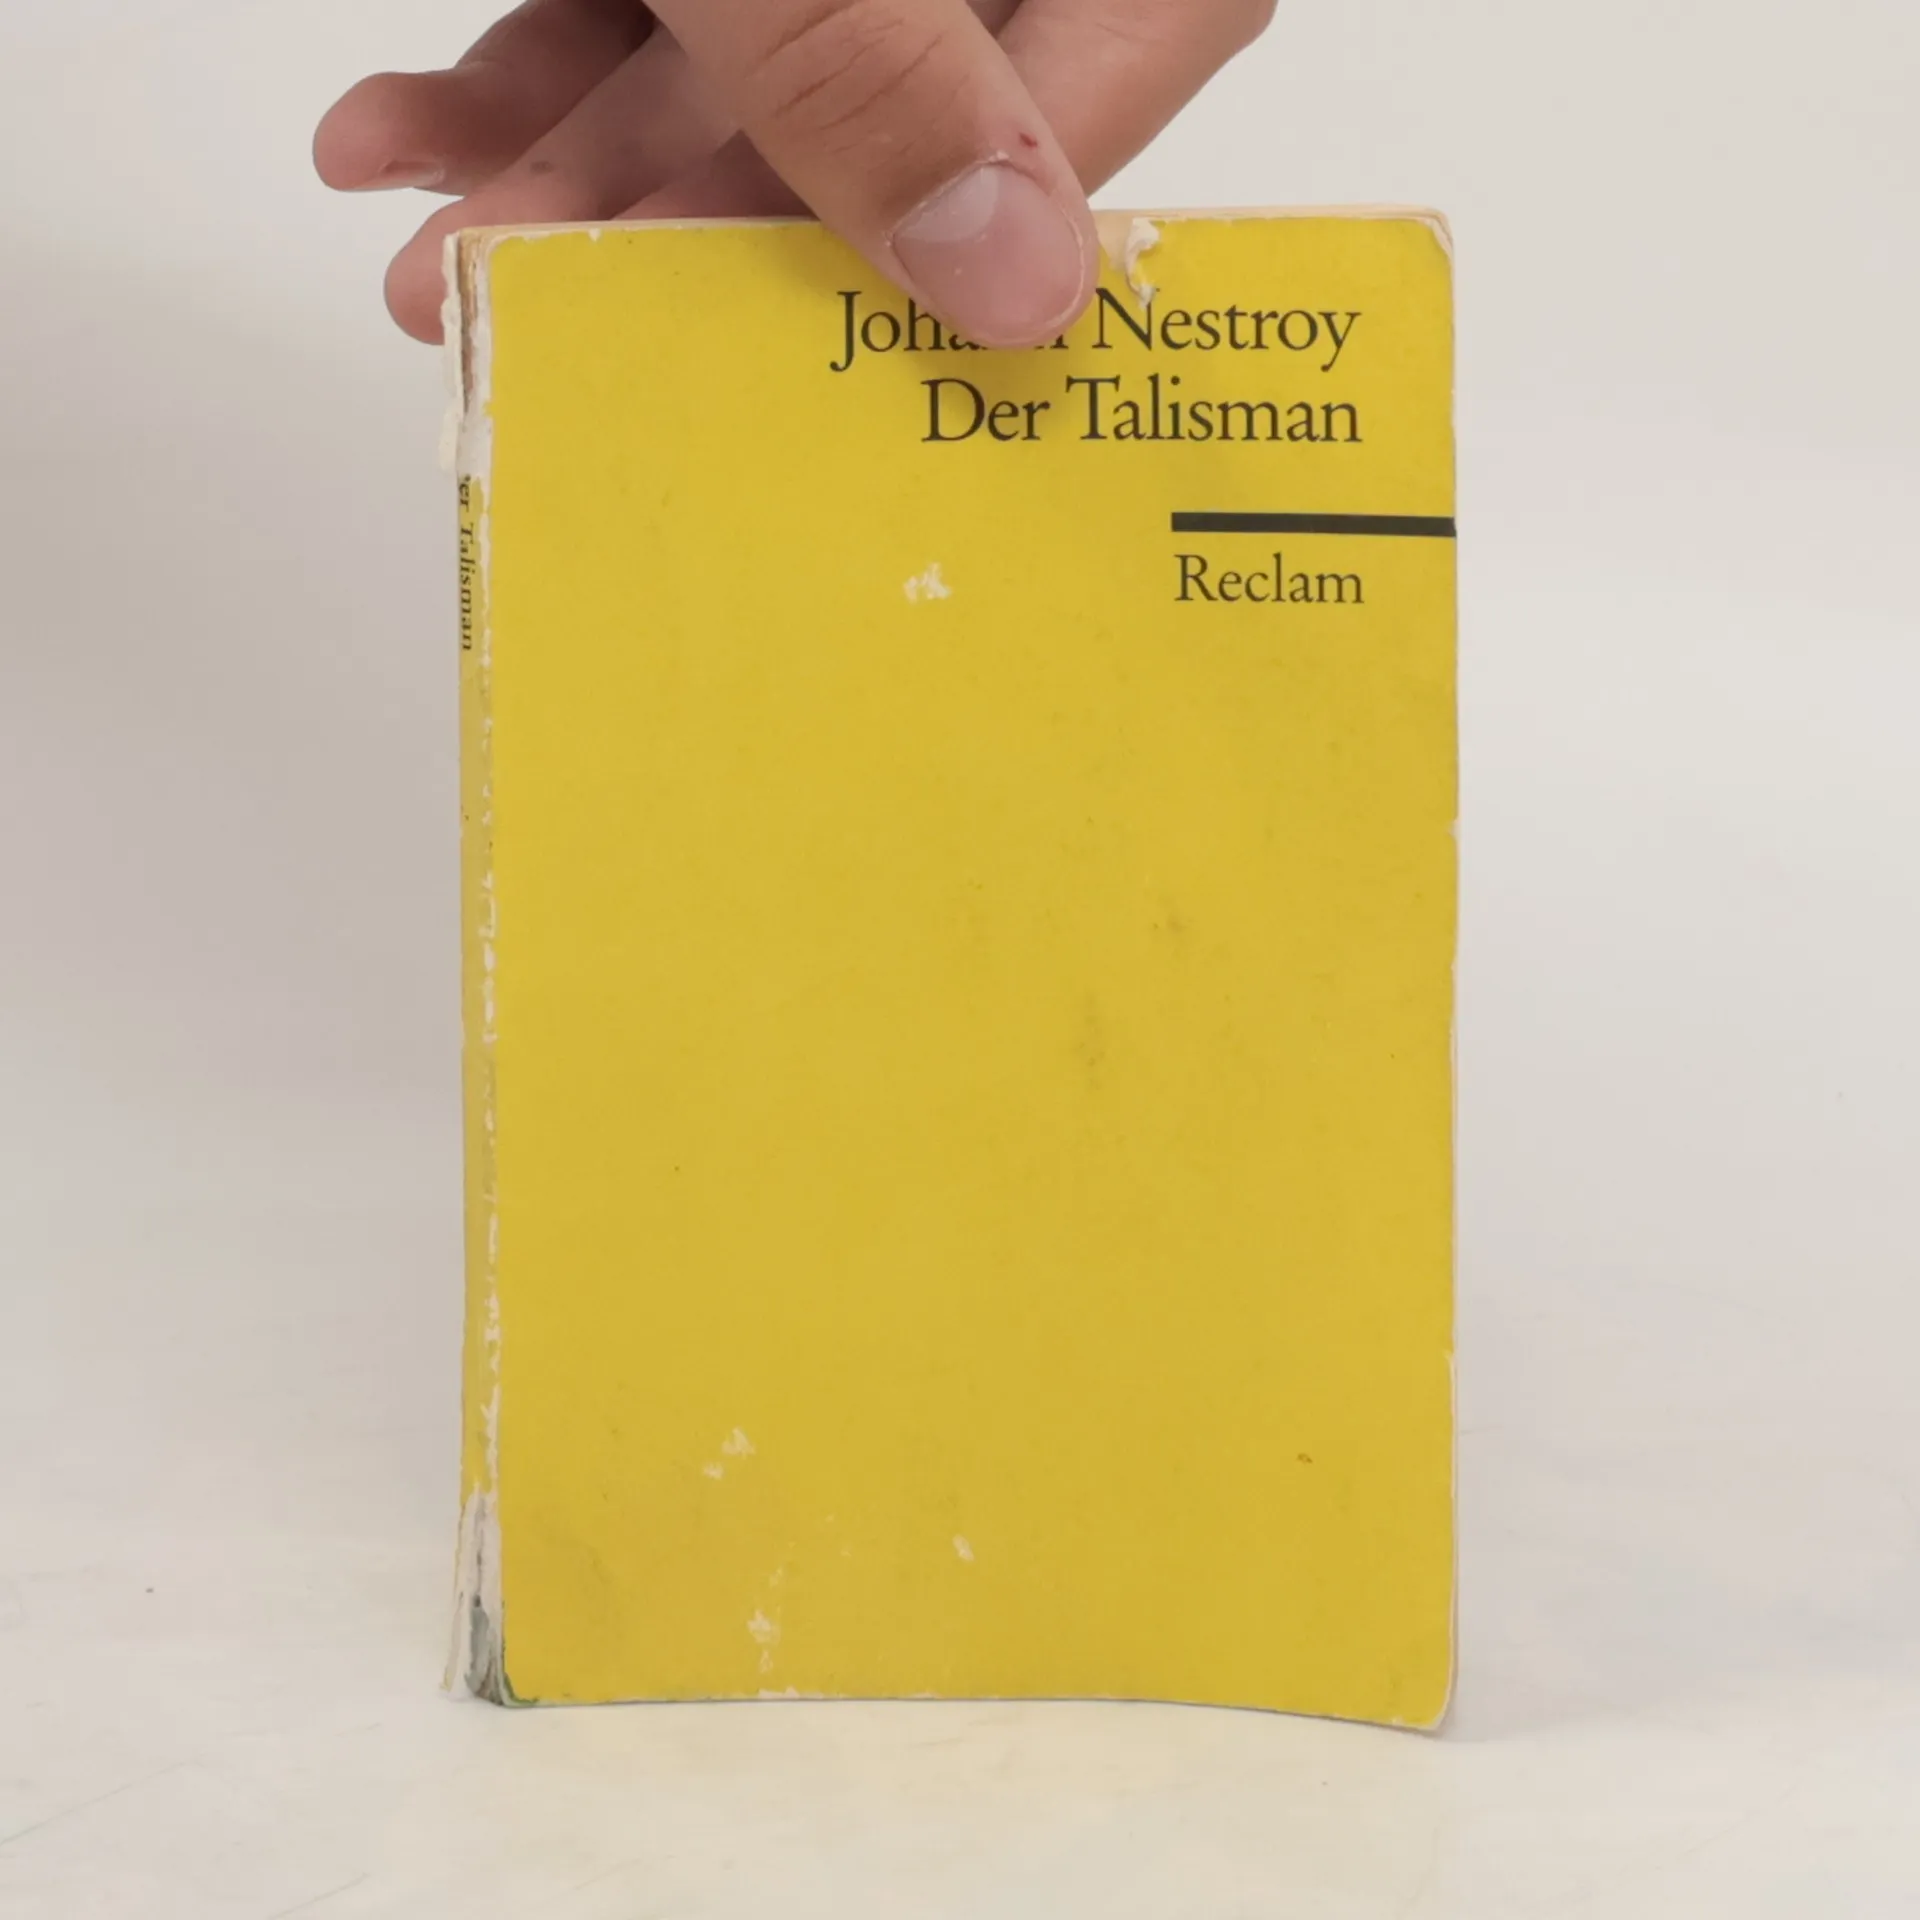 Nestroy
Der Talisman
Reclam
Talisman